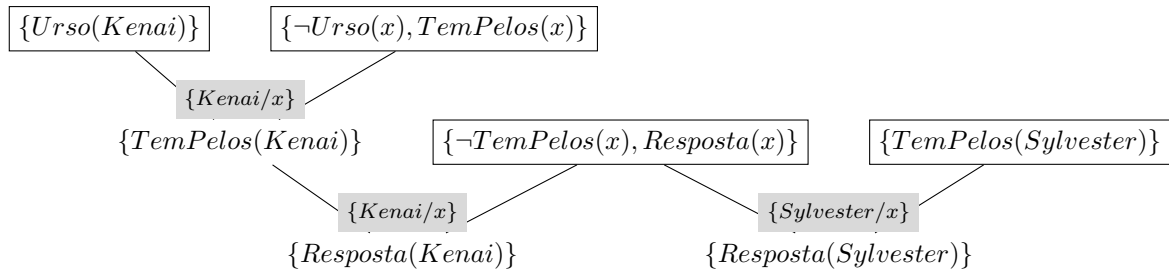 {Urso(Kenai)} {¬Urso(x), TemPelos(x)}
{Kenai/x}
{TemPelos(Kenai)} {¬TemPelos(x), Resposta(x)} {TemPelos(Sylvester)}
{Kenai/x} {Sylvester/x}
{Resposta(Kenai)} {Resposta(Sylvester)}